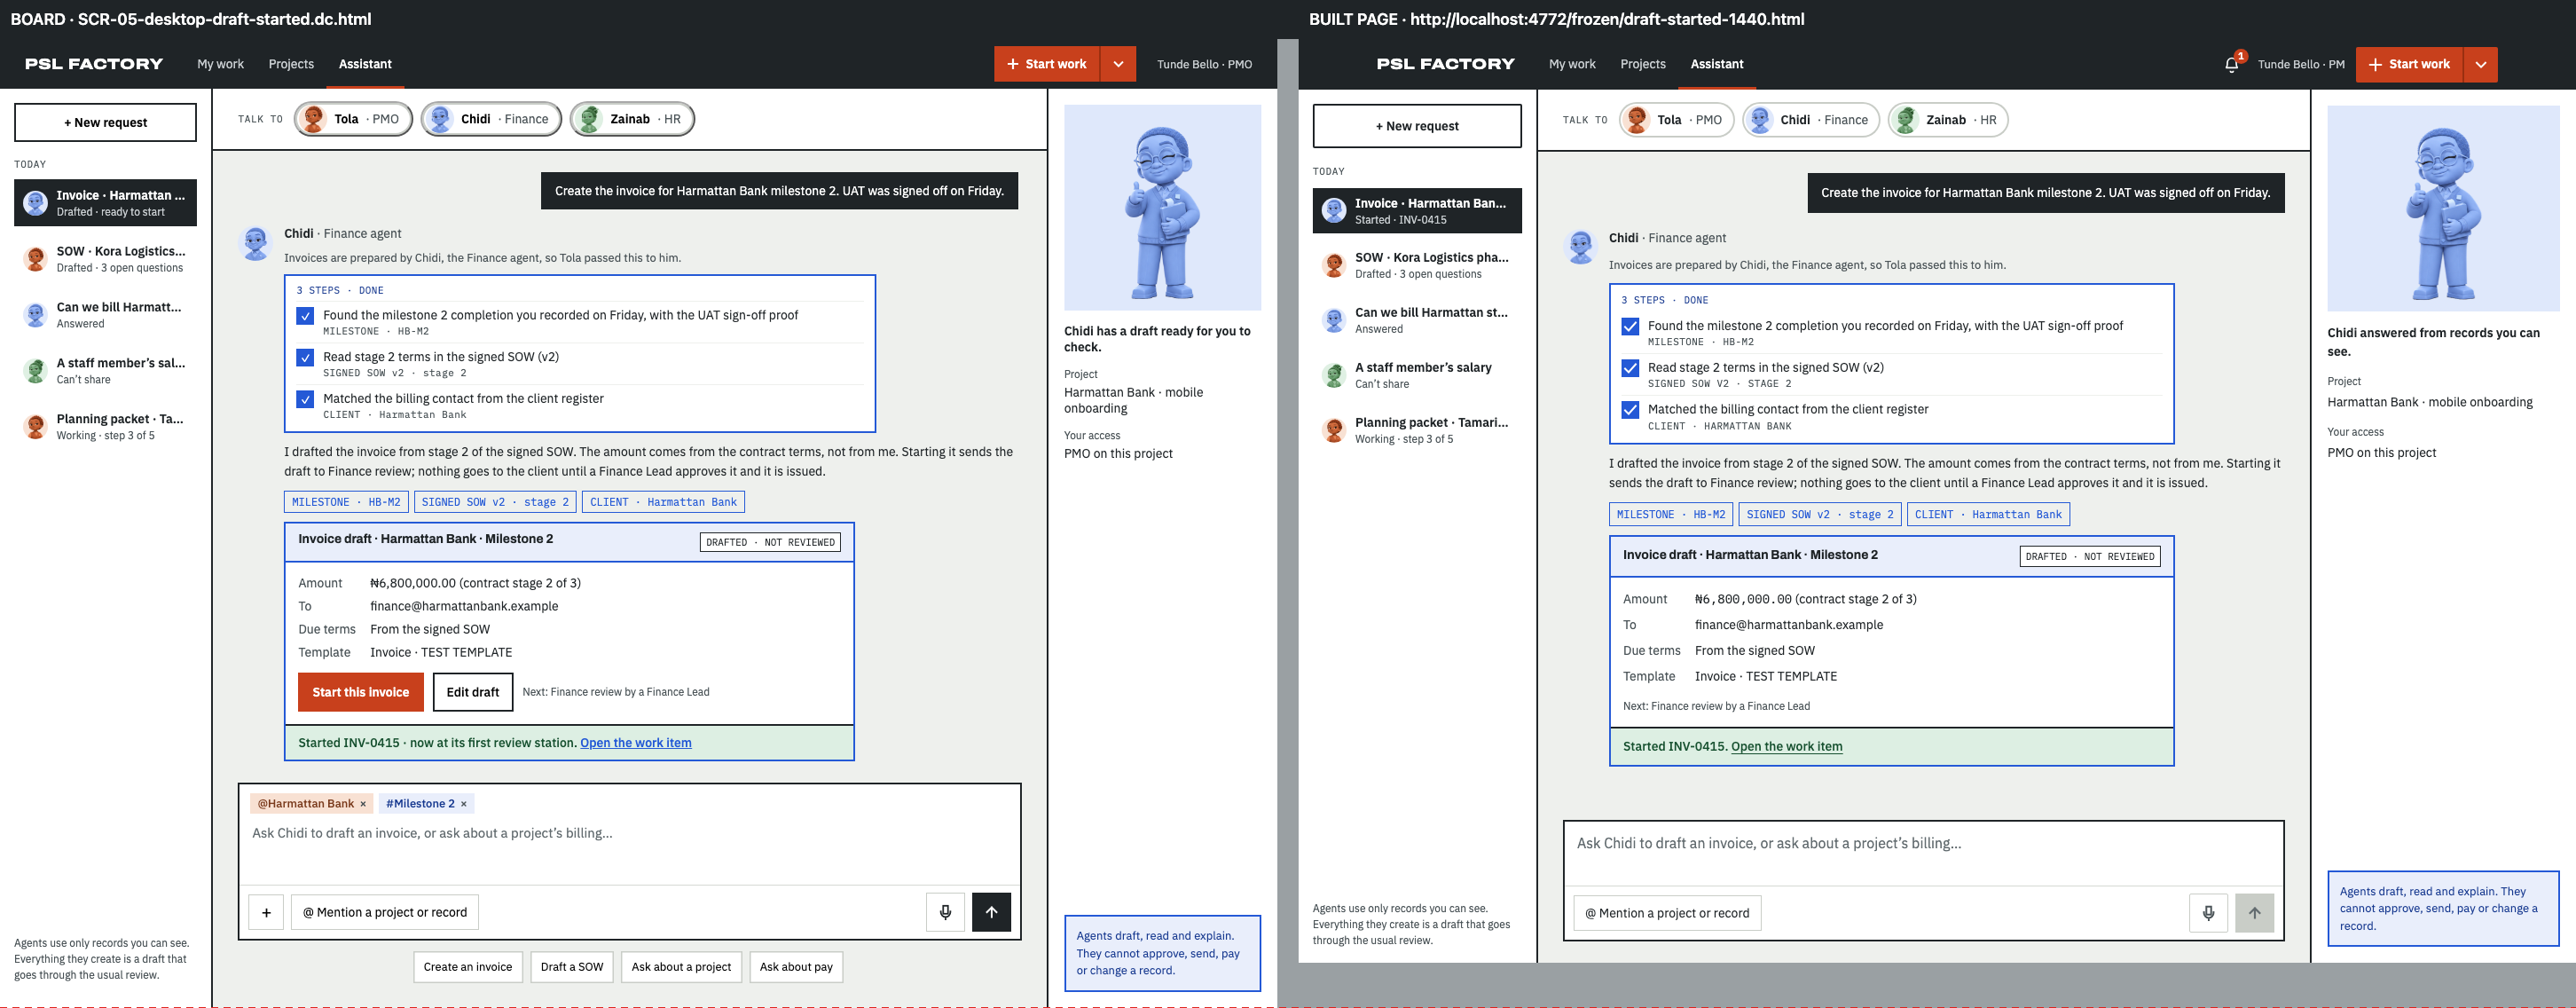 BOARD · SCR-05-desktop-draft-started.dc.html
PSL FACTORY
My work
Projects
Assistant
+ Start work
Tunde Bello · PMO
+ New request
TODAY
Invoice · Harmattan ...
Drafted · ready to start
SOW · Kora Logistics...
Drafted · 3 open questions
Can we bill Harmatt...
Answered
A staff member’s sal...
Can’t share
Planning packet · Ta...
Working · step 3 of 5
Agents use only records you can see.
Everything they create is a draft that
goes through the usual review.
TALK TO
Tola · PMO
Chidi · Finance
Zainab · HR
Create the invoice for Harmattan Bank milestone 2. UAT was signed off on Friday.
Chidi · Finance agent
Invoices are prepared by Chidi, the Finance agent, so Tola passed this to him.
3 STEPS · DONE
Found the milestone 2 completion you recorded on Friday, with the UAT sign-off proof
MILESTONE · HB-M2
Read stage 2 terms in the signed SOW (v2)
SIGNED SOW v2 · stage 2
Matched the billing contact from the client register
CLIENT · Harmattan Bank
I drafted the invoice from stage 2 of the signed SOW. The amount comes from the contract terms, not from me. Starting it sends the
draft to Finance review; nothing goes to the client until a Finance Lead approves it and it is issued.
MILESTONE · HB-M2
SIGNED SOW v2 · stage 2
CLIENT · Harmattan Bank
Invoice draft · Harmattan Bank · Milestone 2
DRAFTED · NOT REVIEWED
Amount ₦6,800,000.00 (contract stage 2 of 3)
To finance@harmattanbank.example
Due terms From the signed SOW
Template Invoice · TEST TEMPLATE
Start this invoice
Edit draft
Next: Finance review by a Finance Lead
Started INV-0415 · now at its first review station. Open the work item
@Harmattan Bank ×
#Milestone 2 ×
Ask Chidi to draft an invoice, or ask about a project’s billing...
+
@ Mention a project or record
Create an invoice
Draft a SOW
Ask about a project
Ask about pay
Chidi has a draft ready for you to
check.
Project
Harmattan Bank · mobile
onboarding
Your access
PMO on this project
Agents draft, read and explain.
They cannot approve, send, pay
or change a record.
BUILT PAGE · http://localhost:4772/frozen/draft-started-1440.html
PSL FACTORY
My work
Projects
Assistant
1
Tunde Bello · PM
+ Start work
+ New request
TODAY
Invoice · Harmattan Ban...
Started · INV-0415
SOW · Kora Logistics pha...
Drafted · 3 open questions
Can we bill Harmattan st...
Answered
A staff member’s salary
Can’t share
Planning packet · Tamari...
Working · step 3 of 5
Agents use only records you can see.
Everything they create is a draft that goes
through the usual review.
TALK TO
Tola · PMO
Chidi · Finance
Zainab · HR
Create the invoice for Harmattan Bank milestone 2. UAT was signed off on Friday.
Chidi · Finance agent
Invoices are prepared by Chidi, the Finance agent, so Tola passed this to him.
3 STEPS · DONE
Found the milestone 2 completion you recorded on Friday, with the UAT sign-off proof
MILESTONE · HB-M2
Read stage 2 terms in the signed SOW (v2)
SIGNED SOW V2 · STAGE 2
Matched the billing contact from the client register
CLIENT · HARMATTAN BANK
I drafted the invoice from stage 2 of the signed SOW. The amount comes from the contract terms, not from me. Starting it
sends the draft to Finance review; nothing goes to the client until a Finance Lead approves it and it is issued.
MILESTONE · HB-M2
SIGNED SOW v2 · stage 2
CLIENT · Harmattan Bank
Invoice draft · Harmattan Bank · Milestone 2
DRAFTED · NOT REVIEWED
Amount ₦6,800,000.00 (contract stage 2 of 3)
To finance@harmattanbank.example
Due terms From the signed SOW
Template Invoice · TEST TEMPLATE
Next: Finance review by a Finance Lead
Started INV-0415. Open the work item
Ask Chidi to draft an invoice, or ask about a project’s billing...
@ Mention a project or record
Chidi answered from records you can
see.
Project
Harmattan Bank · mobile onboarding
Your access
PMO on this project
Agents draft, read and explain. They
cannot approve, send, pay or change a
record.